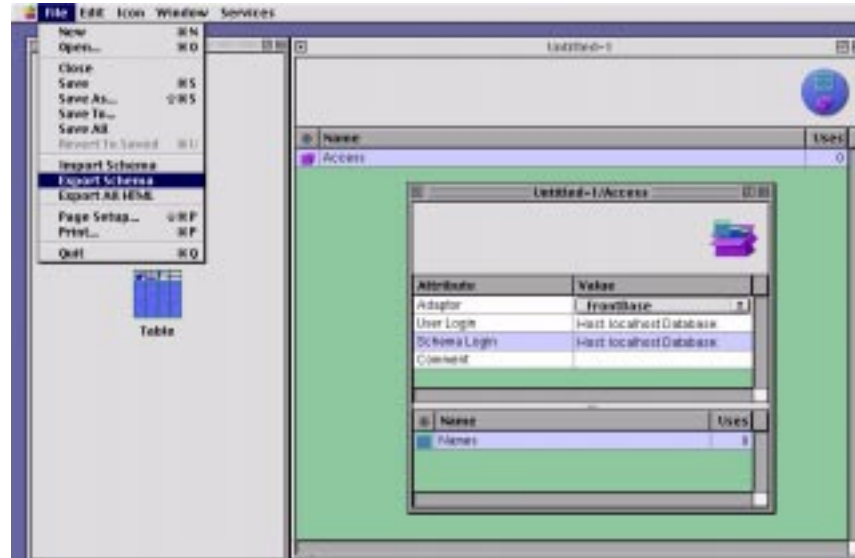 File Edit Icon Window Services
New ⌘N
Open... ⌘O
Close
Save ⌘S
Save As... ⇧⌘S
Save To...
Save All
Revert To Saved ⌘U
Import Schema
Export Schema
Export All HTML
Page Setup... ⇧⌘P
Print... ⌘P
Quit ⌘Q
Table
Untitled-1
Name Uses
Access 0
Untitled-1/Access
Attribute Value
Adaptor FrontBase
User Login Host localhost Database
Schema Login Host localhost Database
Comment
Name Uses
Names